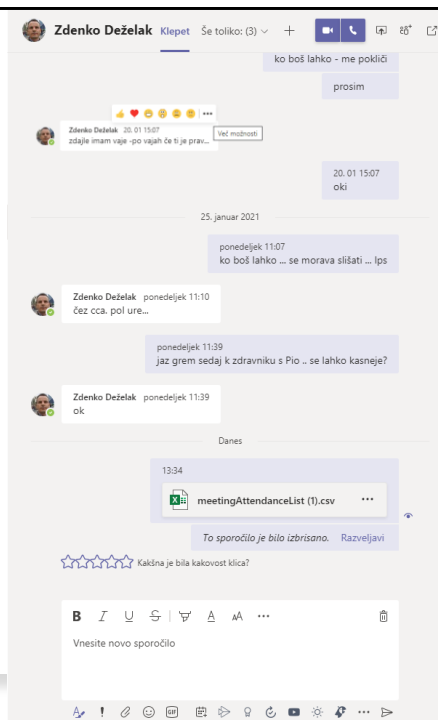 Zdenko Deželak Klepet Še toliko: (3)
ko boš lahko - me pokliči
prosim
Zdenko Deželak 20. 01 15:07
zdajle imam vaje -po vajah če ti je prav...
Več možnosti
20. 01 15:07
oki
25. januar 2021
ponedeljek 11:07
ko boš lahko ... se morava slišati ... lps
Zdenko Deželak ponedeljek 11:10
čez cca. pol ure...
ponedeljek 11:39
jaz grem sedaj k zdravniku s Pio .. se lahko kasneje?
Zdenko Deželak ponedeljek 11:39
ok
Danes
13:34
meetingAttendanceList (1).csv
To sporočilo je bilo izbrisano. Razveljavi
Kakšna je bila kakovost klica?
B I U S A AA
Vnesite novo sporočilo
GIF